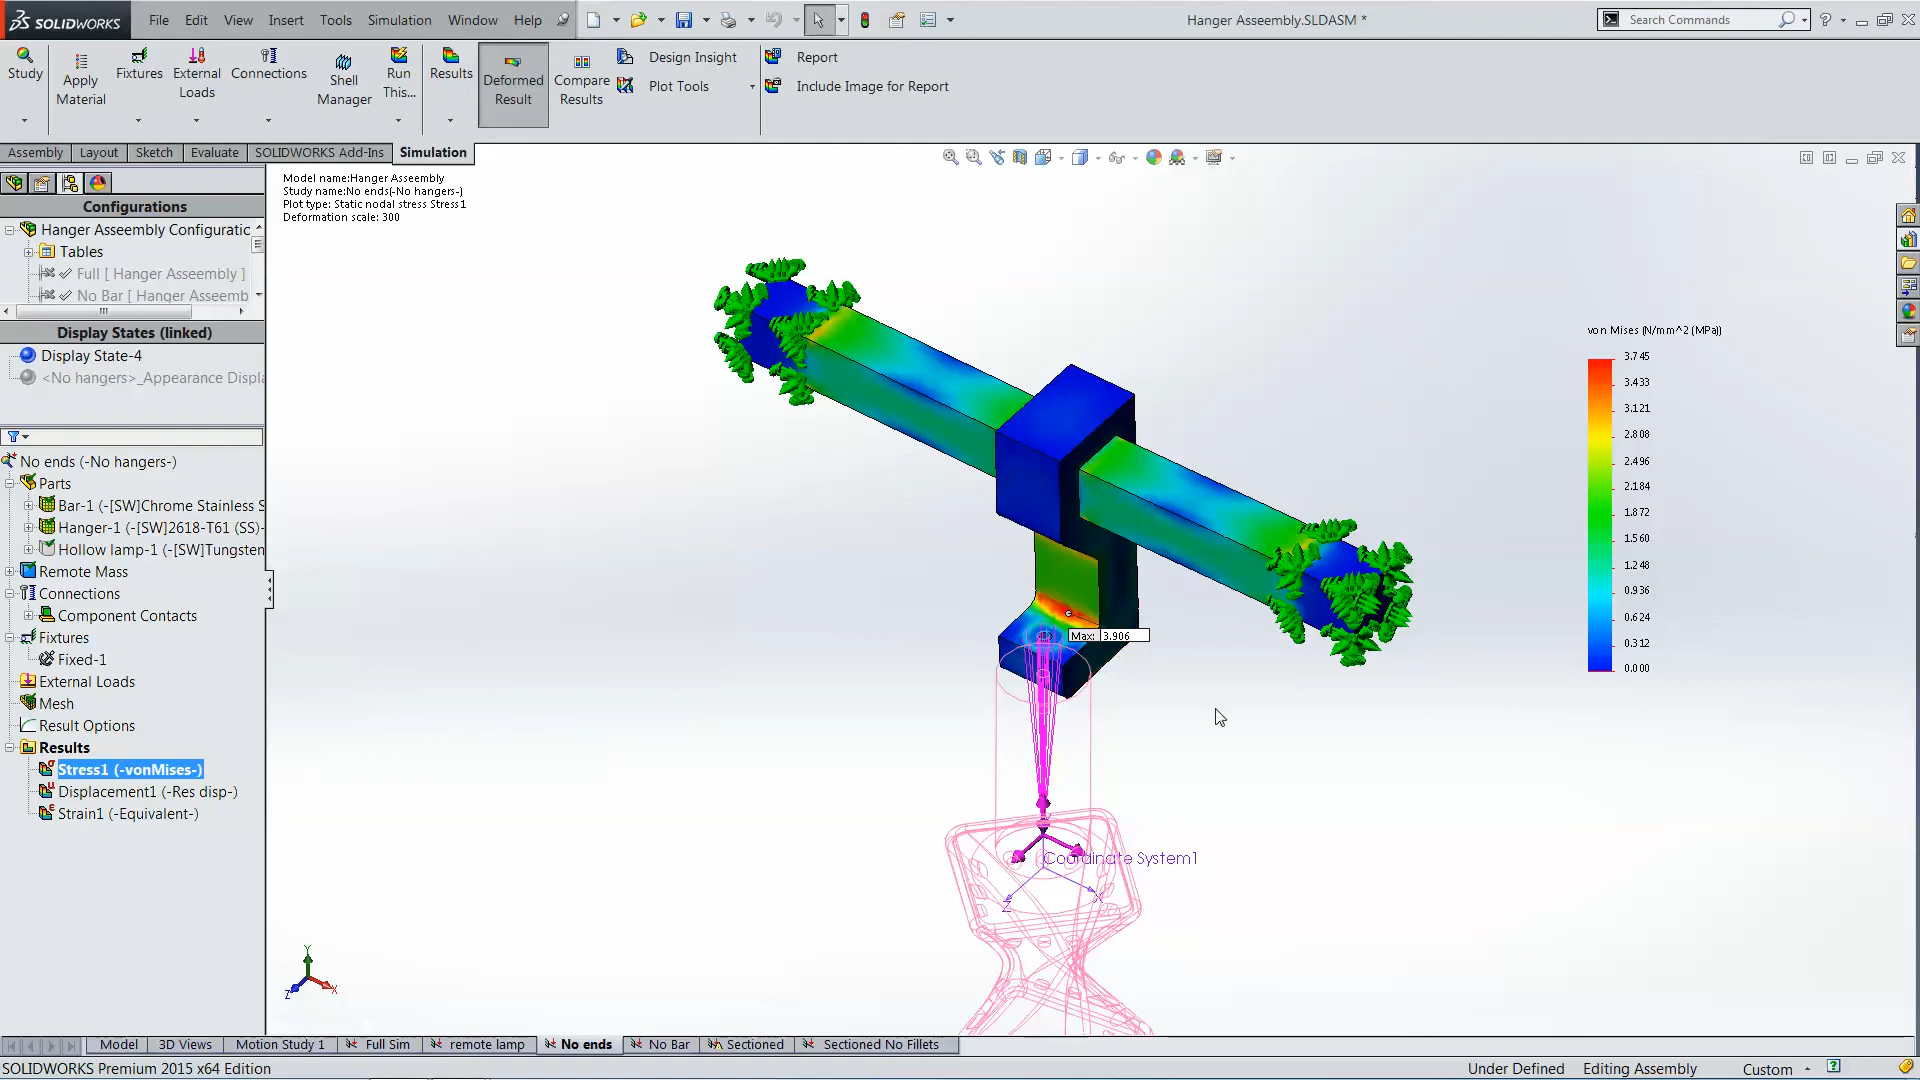 SOLIDWORKS
File Edit View Insert Tools Simulation Window Help
Hanger Asseembly.SLDASM *
Search Commands
Study
Apply Material
Fixtures
External Loads
Connections
Shell Manager
Run This...
Results
Deformed Result
Compare Results
Design Insight
Plot Tools
Report
Include Image for Report
Assembly Layout Sketch Evaluate SOLIDWORKS Add-Ins Simulation
Configurations
Hanger Asseembly Configuratic
Tables
Full [ Hanger Asseembly ]
No Bar [ Hanger Asseemb
Display States (linked)
Display State-4
<No hangers>_Appearance Displa
No ends (-No hangers-)
Parts
Bar-1 (-[SW]Chrome Stainless S
Hanger-1 (-[SW]2618-T61 (SS)-
Hollow lamp-1 (-[SW]Tungsten
Remote Mass
Connections
Component Contacts
Fixtures
Fixed-1
External Loads
Mesh
Result Options
Results
Stress1 (-vonMises-)
Displacement1 (-Res disp-)
Strain1 (-Equivalent-)
Model name:Hanger Asseembly
Study name:No ends(-No hangers-)
Plot type: Static nodal stress Stress1
Deformation scale: 300
von Mises (N/mm^2 (MPa))
3.745
3.433
3.121
2.808
2.496
2.184
1.872
1.560
1.248
0.936
0.624
0.312
0.000
Max: 3.906
Coordinate System1
Z X
Y
Z X
Model 3D Views Motion Study 1 Full Sim remote lamp No ends No Bar Sectioned Sectioned No Fillets
SOLIDWORKS Premium 2015 x64 Edition
Under Defined Editing Assembly Custom